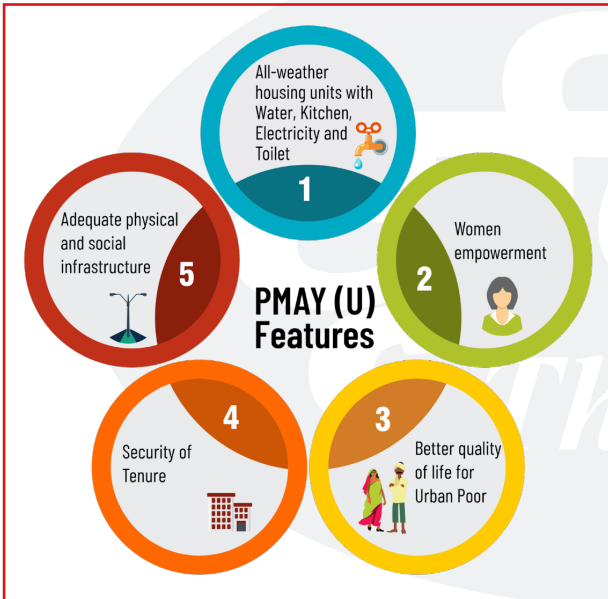 All-weather
housing units with
Water, Kitchen,
Electricity and
Toilet
1
Women
empowerment
2
PMAY (U)
Features
3
Better quality
of life for
Urban Poor
4
Security of
Tenure
5
Adequate physical
and social
infrastructure
Th